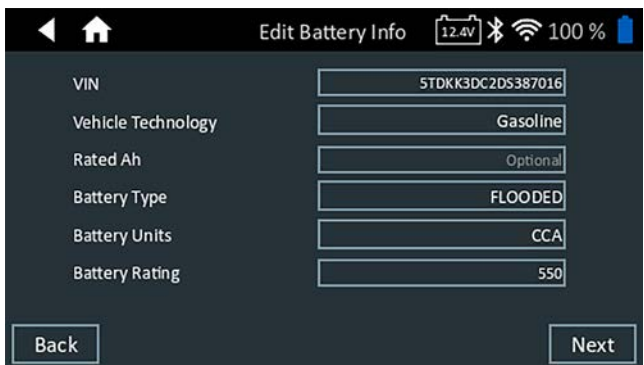 Edit Battery Info 12.4V 100 %
VIN 5TDKK3DC2DS387016
Vehicle Technology Gasoline
Rated Ah Optional
Battery Type FLOODED
Battery Units CCA
Battery Rating 550
Back Next